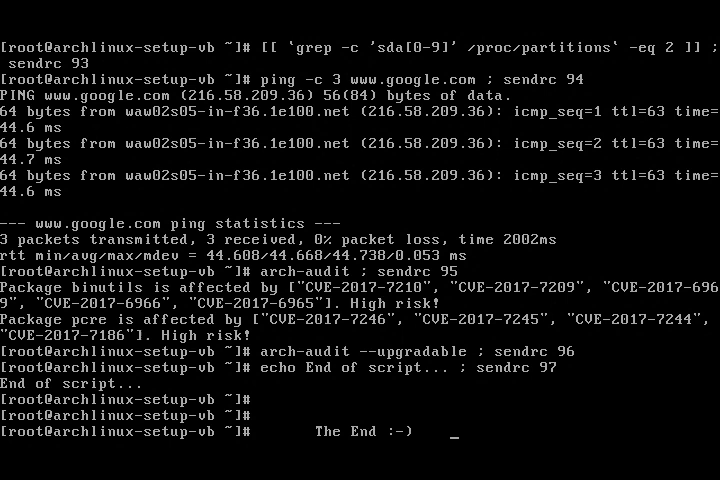 [root@archlinux-setup-vb ~]# [[ `grep -c 'sda[0-9]' /proc/partitions` -eq 2 ]] ;
 sendrc 93
[root@archlinux-setup-vb ~]# ping -c 3 www.google.com ; sendrc 94
PING www.google.com (216.58.209.36) 56(84) bytes of data.
64 bytes from waw02s05-in-f36.1e100.net (216.58.209.36): icmp_seq=1 ttl=63 time=
44.6 ms
64 bytes from waw02s05-in-f36.1e100.net (216.58.209.36): icmp_seq=2 ttl=63 time=
44.7 ms
64 bytes from waw02s05-in-f36.1e100.net (216.58.209.36): icmp_seq=3 ttl=63 time=
44.6 ms

--- www.google.com ping statistics ---
3 packets transmitted, 3 received, 0% packet loss, time 2002ms
rtt min/avg/max/mdev = 44.608/44.668/44.738/0.053 ms
[root@archlinux-setup-vb ~]# arch-audit ; sendrc 95
Package binutils is affected by ["CVE-2017-7210", "CVE-2017-7209", "CVE-2017-696
9", "CVE-2017-6966", "CVE-2017-6965"]. High risk!
Package pcre is affected by ["CVE-2017-7246", "CVE-2017-7245", "CVE-2017-7244",
"CVE-2017-7186"]. High risk!
[root@archlinux-setup-vb ~]# arch-audit --upgradable ; sendrc 96
[root@archlinux-setup-vb ~]# echo End of script... ; sendrc 97
End of script...
[root@archlinux-setup-vb ~]#
[root@archlinux-setup-vb ~]#
[root@archlinux-setup-vb ~]#       The End :-)    _